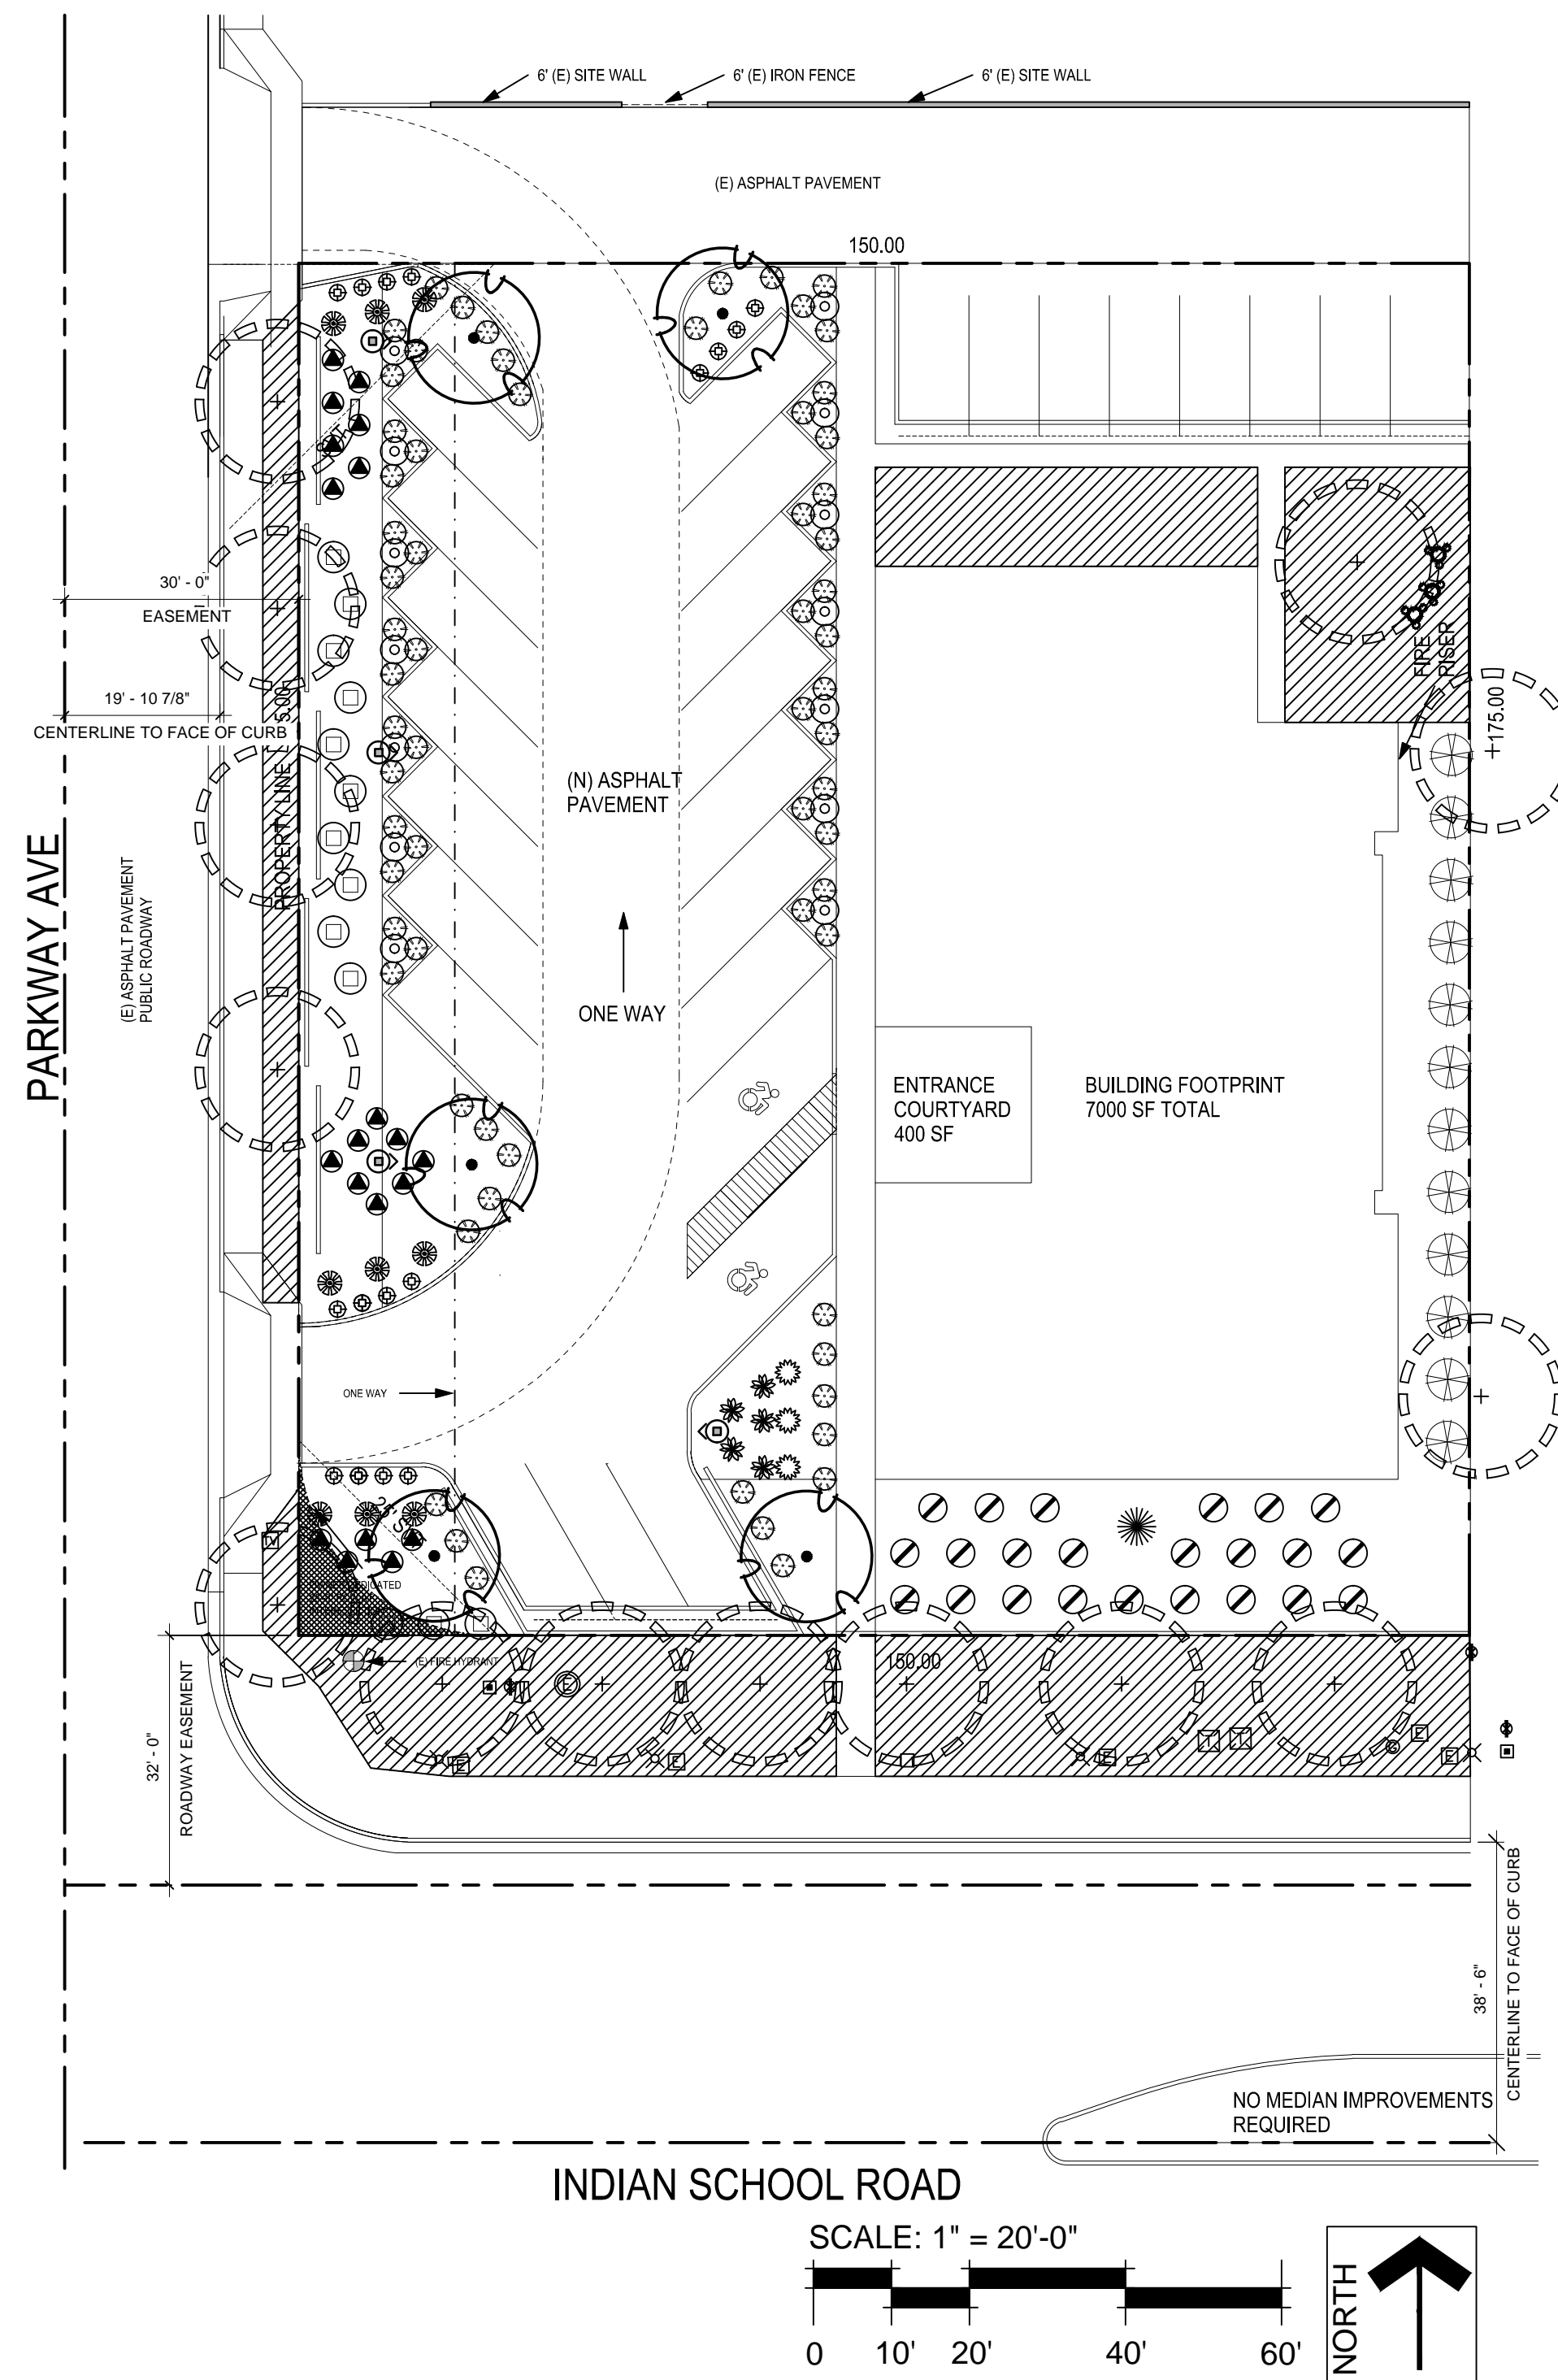 6' (E) SITE WALL
6' (E) IRON FENCE
6' (E) SITE WALL
(E) ASPHALT PAVEMENT
150.00
30' - 0"
EASEMENT
19' - 10 7/8"
CENTERLINE TO FACE OF CURB
PROPERTY LINE
5.00
FIRE
RISER
175.00
(N) ASPHALT
PAVEMENT
PARKWAY AVE
(E) ASPHALT PAVEMENT
PUBLIC ROADWAY
ONE WAY
ENTRANCE
COURTYARD
400 SF
BUILDING FOOTPRINT
7000 SF TOTAL
ONE WAY
TV
(E) FIRE HYDRANT
150.00
E
E
E
E
T
T
E
E
32' - 0"
ROADWAY EASEMENT
38' - 6"
CENTERLINE TO FACE OF CURB
NO MEDIAN IMPROVEMENTS
REQUIRED
INDIAN SCHOOL ROAD
SCALE: 1" = 20'-0"
0 10' 20' 40' 60'
NORTH